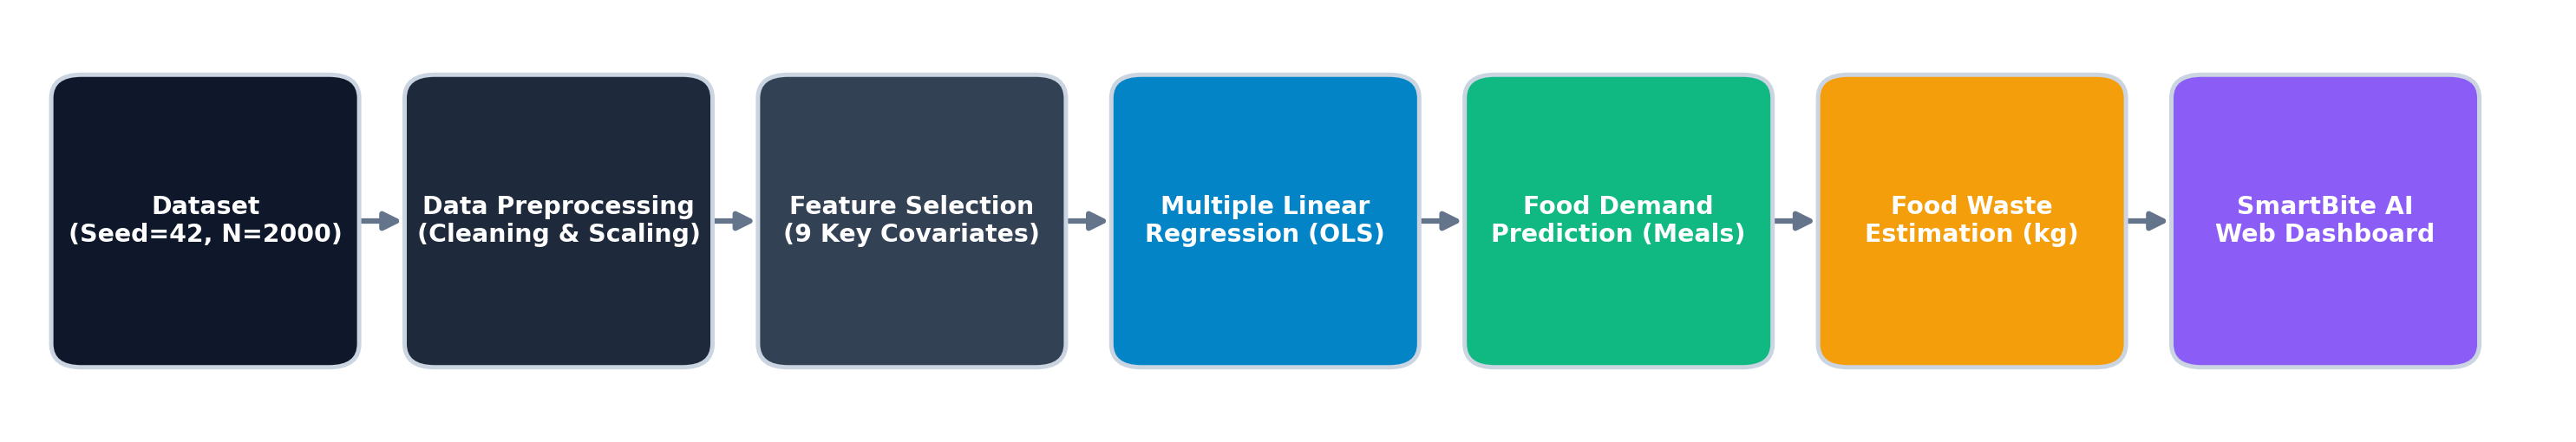 Dataset
(Seed=42, N=2000)
Data Preprocessing
(Cleaning & Scaling)
Feature Selection
(9 Key Covariates)
Multiple Linear
Regression (OLS)
Food Demand
Prediction (Meals)
Food Waste
Estimation (kg)
SmartBite AI
Web Dashboard